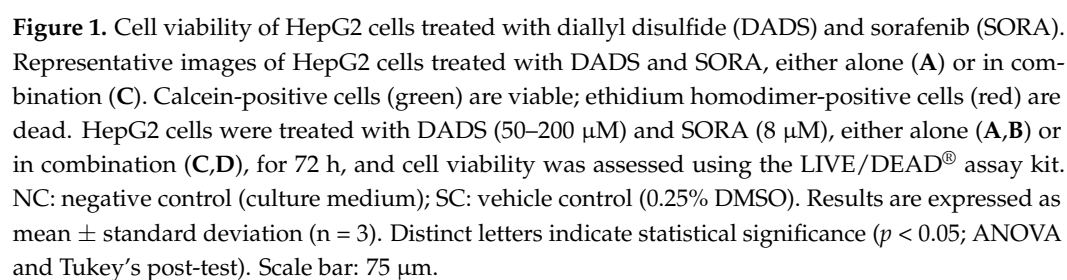 Figure 1. Cell viability of HepG2 cells treated with diallyl disulfide (DADS) and sorafenib (SORA).
Representative images of HepG2 cells treated with DADS and SORA, either alone (A) or in com-
bination (C). Calcein-positive cells (green) are viable; ethidium homodimer-positive cells (red) are
dead. HepG2 cells were treated with DADS (50–200 μM) and SORA (8 μM), either alone (A,B) or
in combination (C,D), for 72 h, and cell viability was assessed using the LIVE/DEAD® assay kit.
NC: negative control (culture medium); SC: vehicle control (0.25% DMSO). Results are expressed as
mean ± standard deviation (n = 3). Distinct letters indicate statistical significance (p < 0.05; ANOVA
and Tukey's post-test). Scale bar: 75 μm.